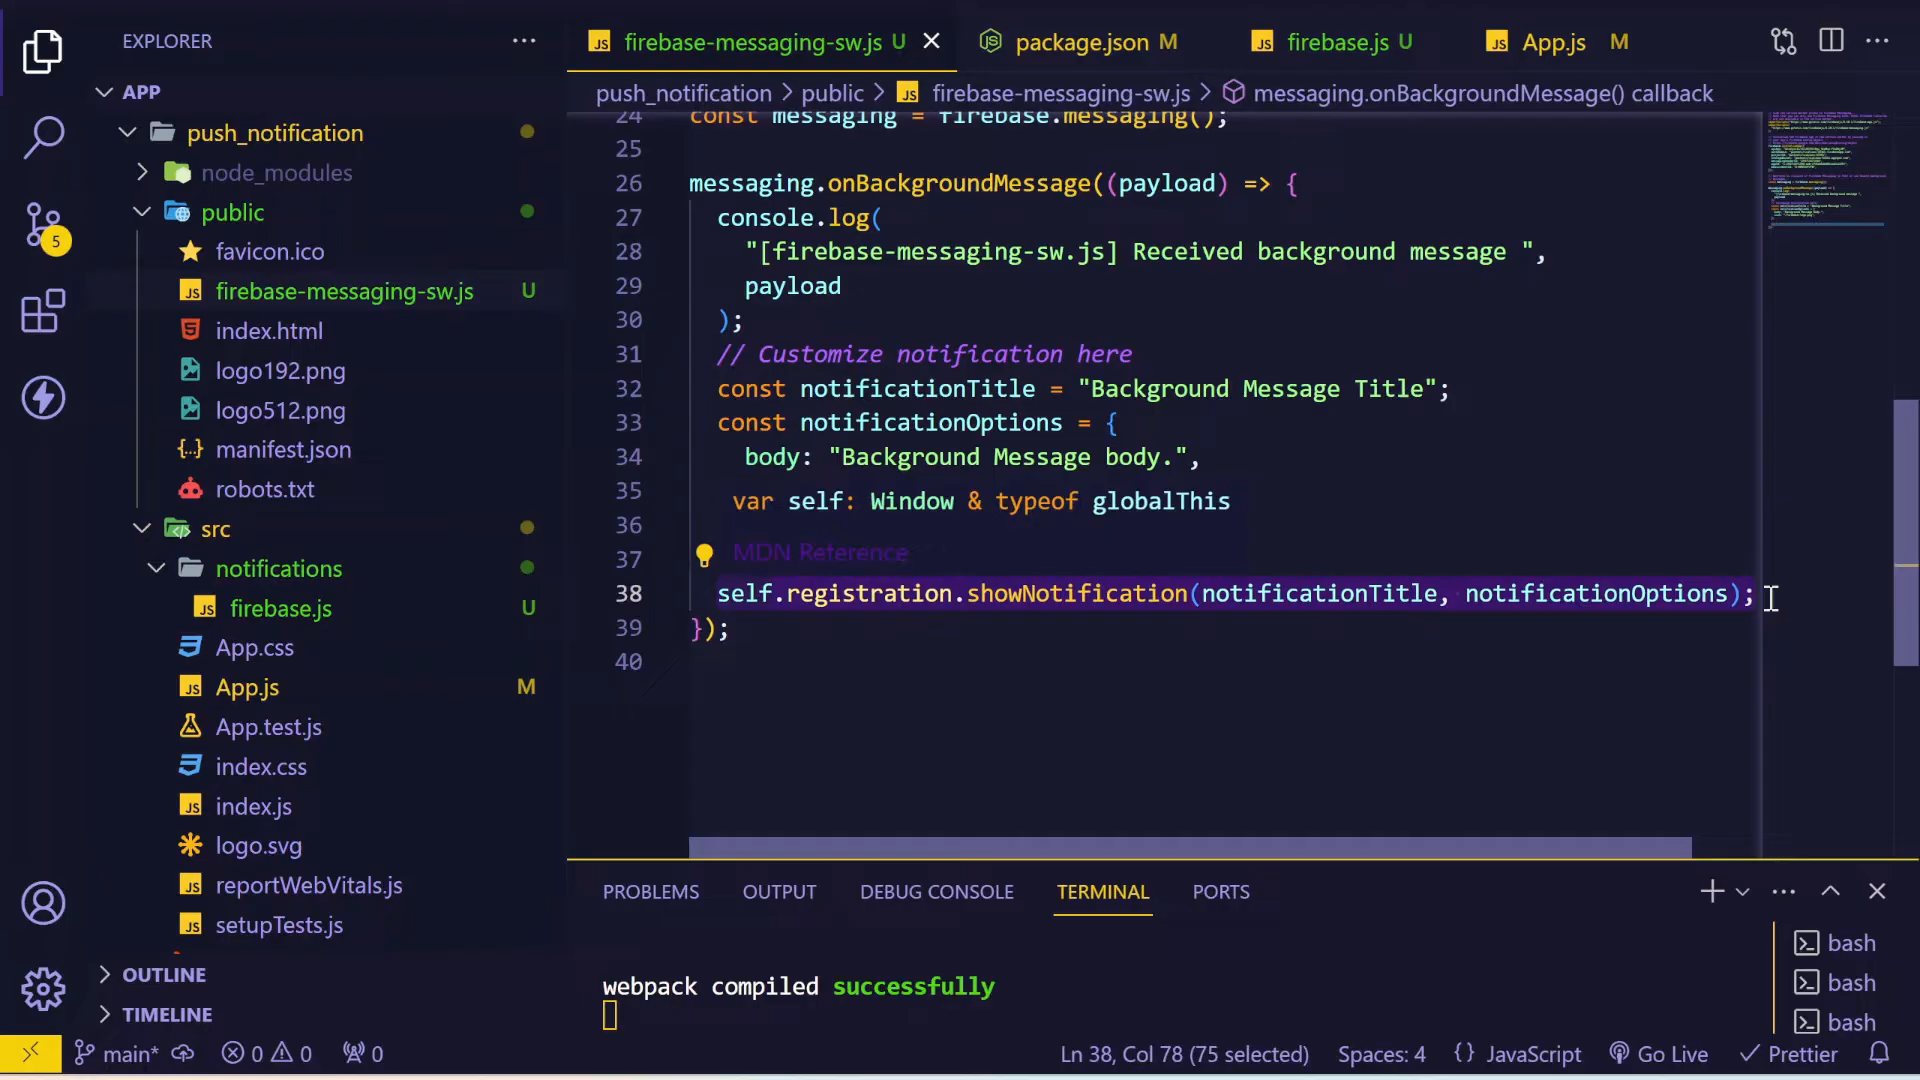 EXPLORER
APP
push_notification
node_modules
public
favicon.ico
firebase-messaging-sw.js U
index.html
logo192.png
logo512.png
manifest.json
robots.txt
src
notifications
firebase.js U
App.css
App.js M
App.test.js
index.css
index.js
logo.svg
reportWebVitals.js
setupTests.js
OUTLINE
TIMELINE
5
firebase-messaging-sw.js U
package.json M
firebase.js U
App.js M
push_notification > public > firebase-messaging-sw.js > messaging.onBackgroundMessage() callback
24 const messaging = firebase.messaging();
25
26 messaging.onBackgroundMessage((payload) => {
27 console.log(
28 "[firebase-messaging-sw.js] Received background message ",
29 payload
30 );
31 // Customize notification here
32 const notificationTitle = "Background Message Title";
33 const notificationOptions = {
34 body: "Background Message body.",
35 var self: Window & typeof globalThis
36
37 MDN Reference
38 self.registration.showNotification(notificationTitle, notificationOptions);
39 });
40
PROBLEMS OUTPUT DEBUG CONSOLE TERMINAL PORTS
webpack compiled successfully
bash
bash
bash
main* 0 0 0 Ln 38, Col 78 (75 selected) Spaces: 4 {} JavaScript Go Live Prettier